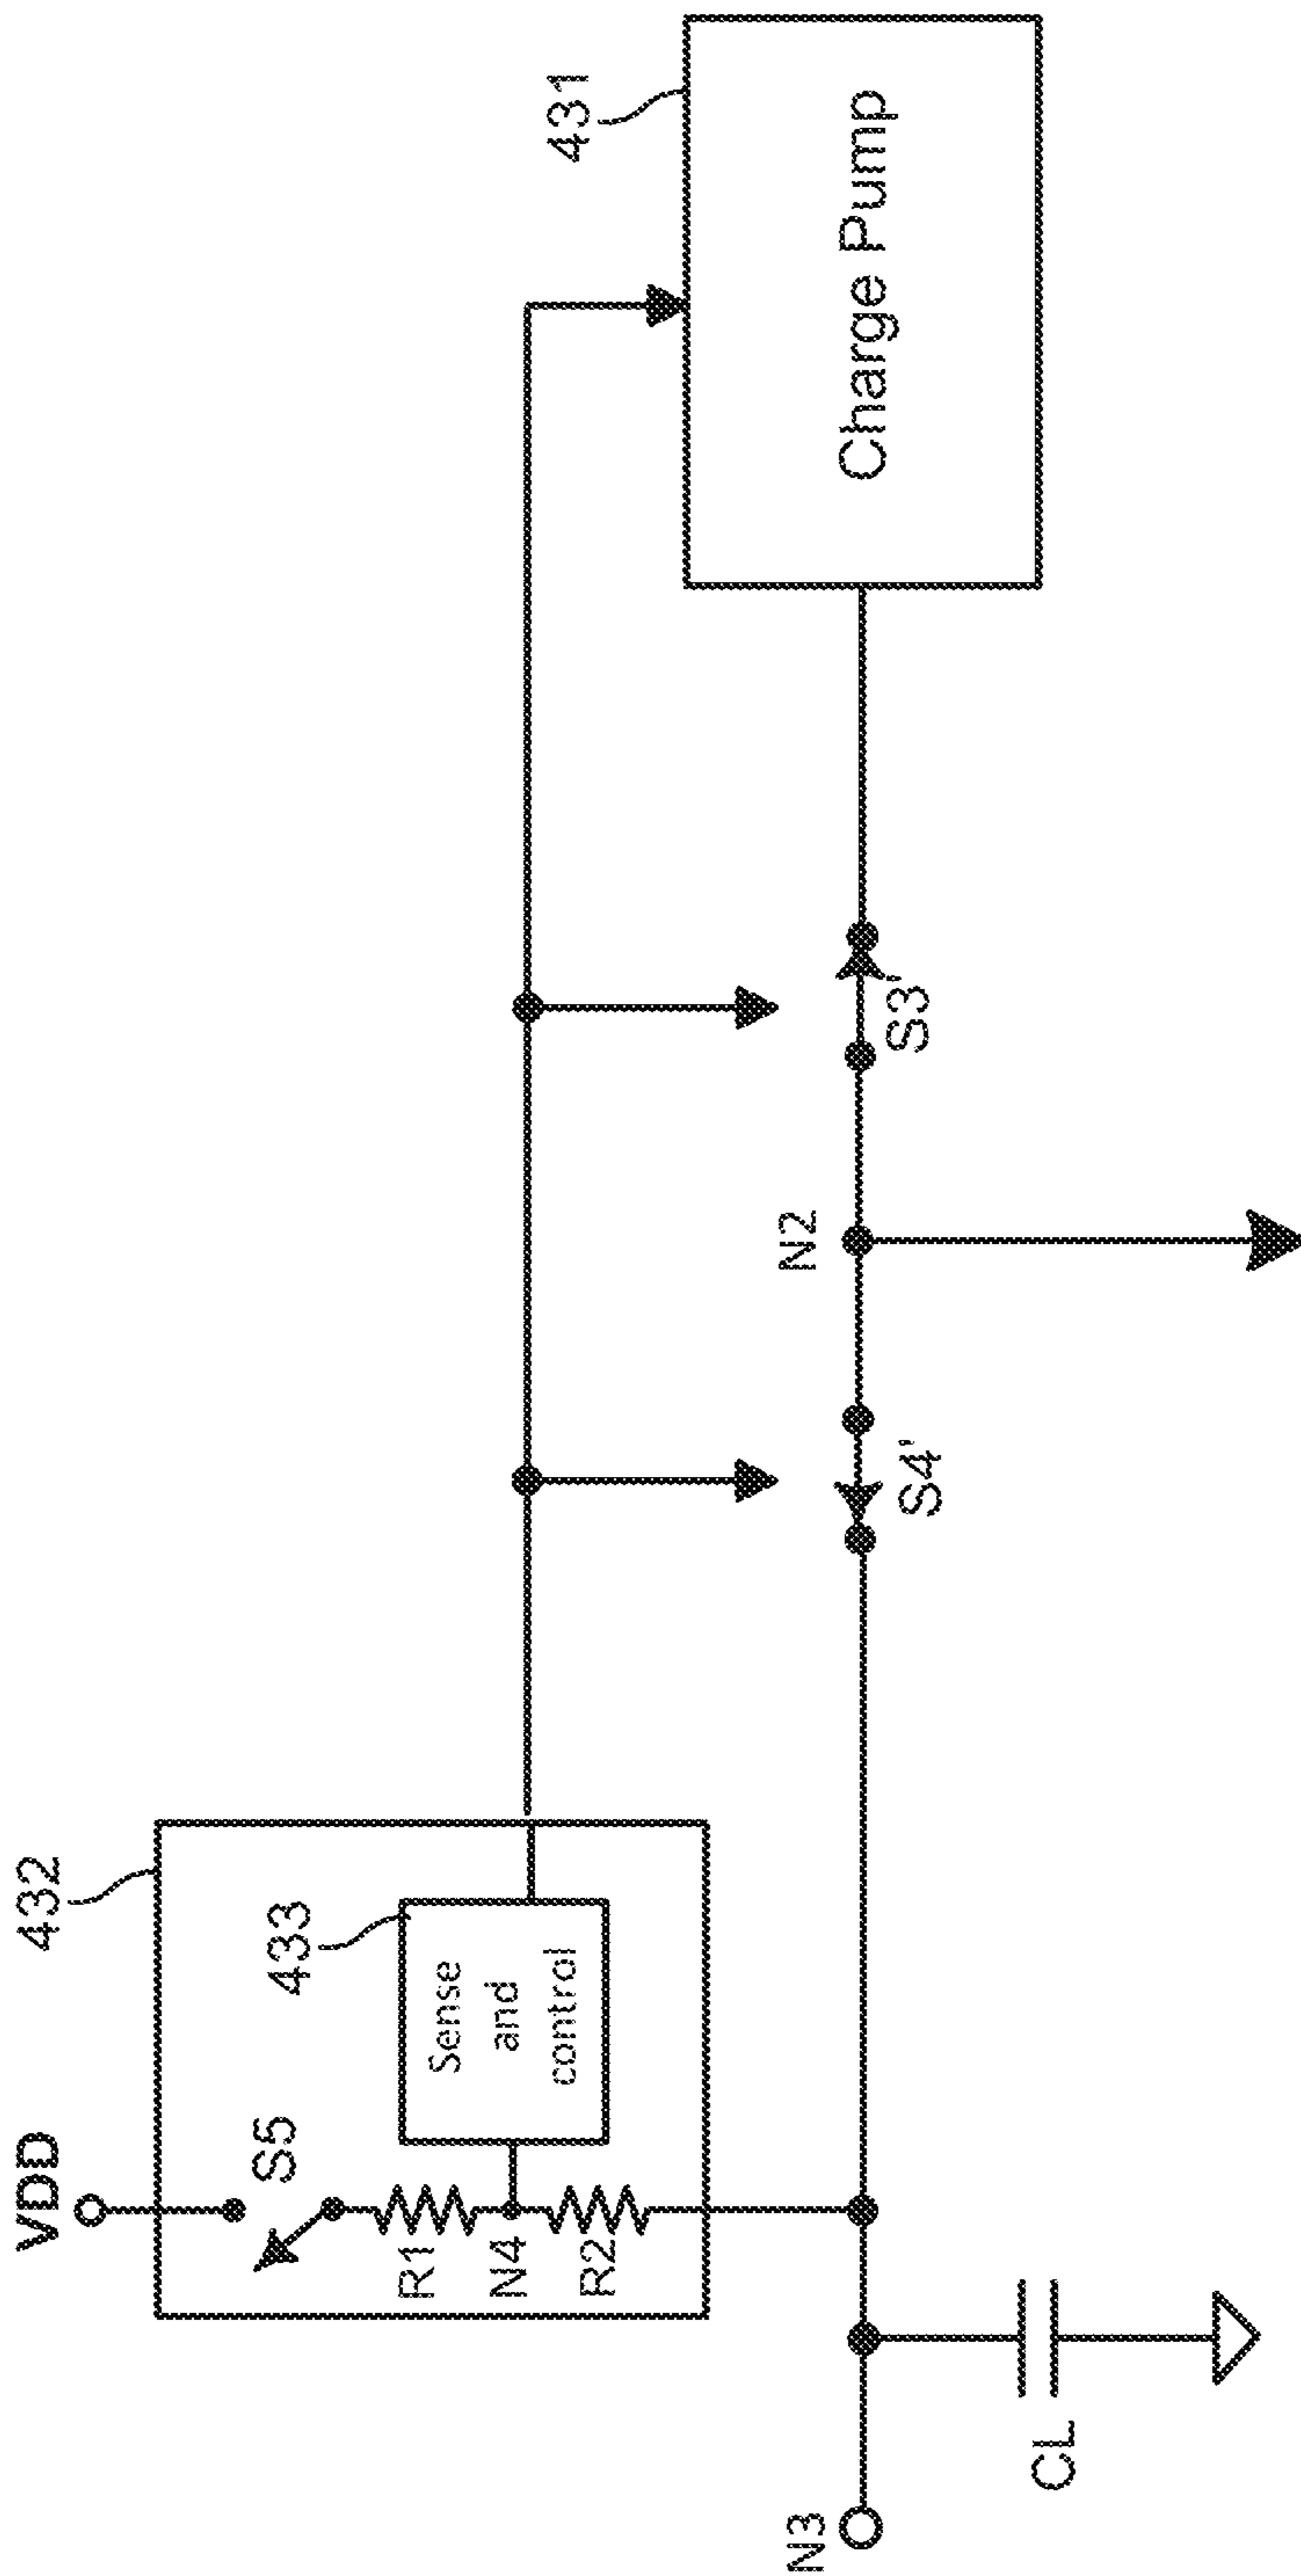 VDD
432
S5
433
Sense
and
control
R1
N4
R2
431
Charge Pump
N3
CL
S4'
N2
S3'